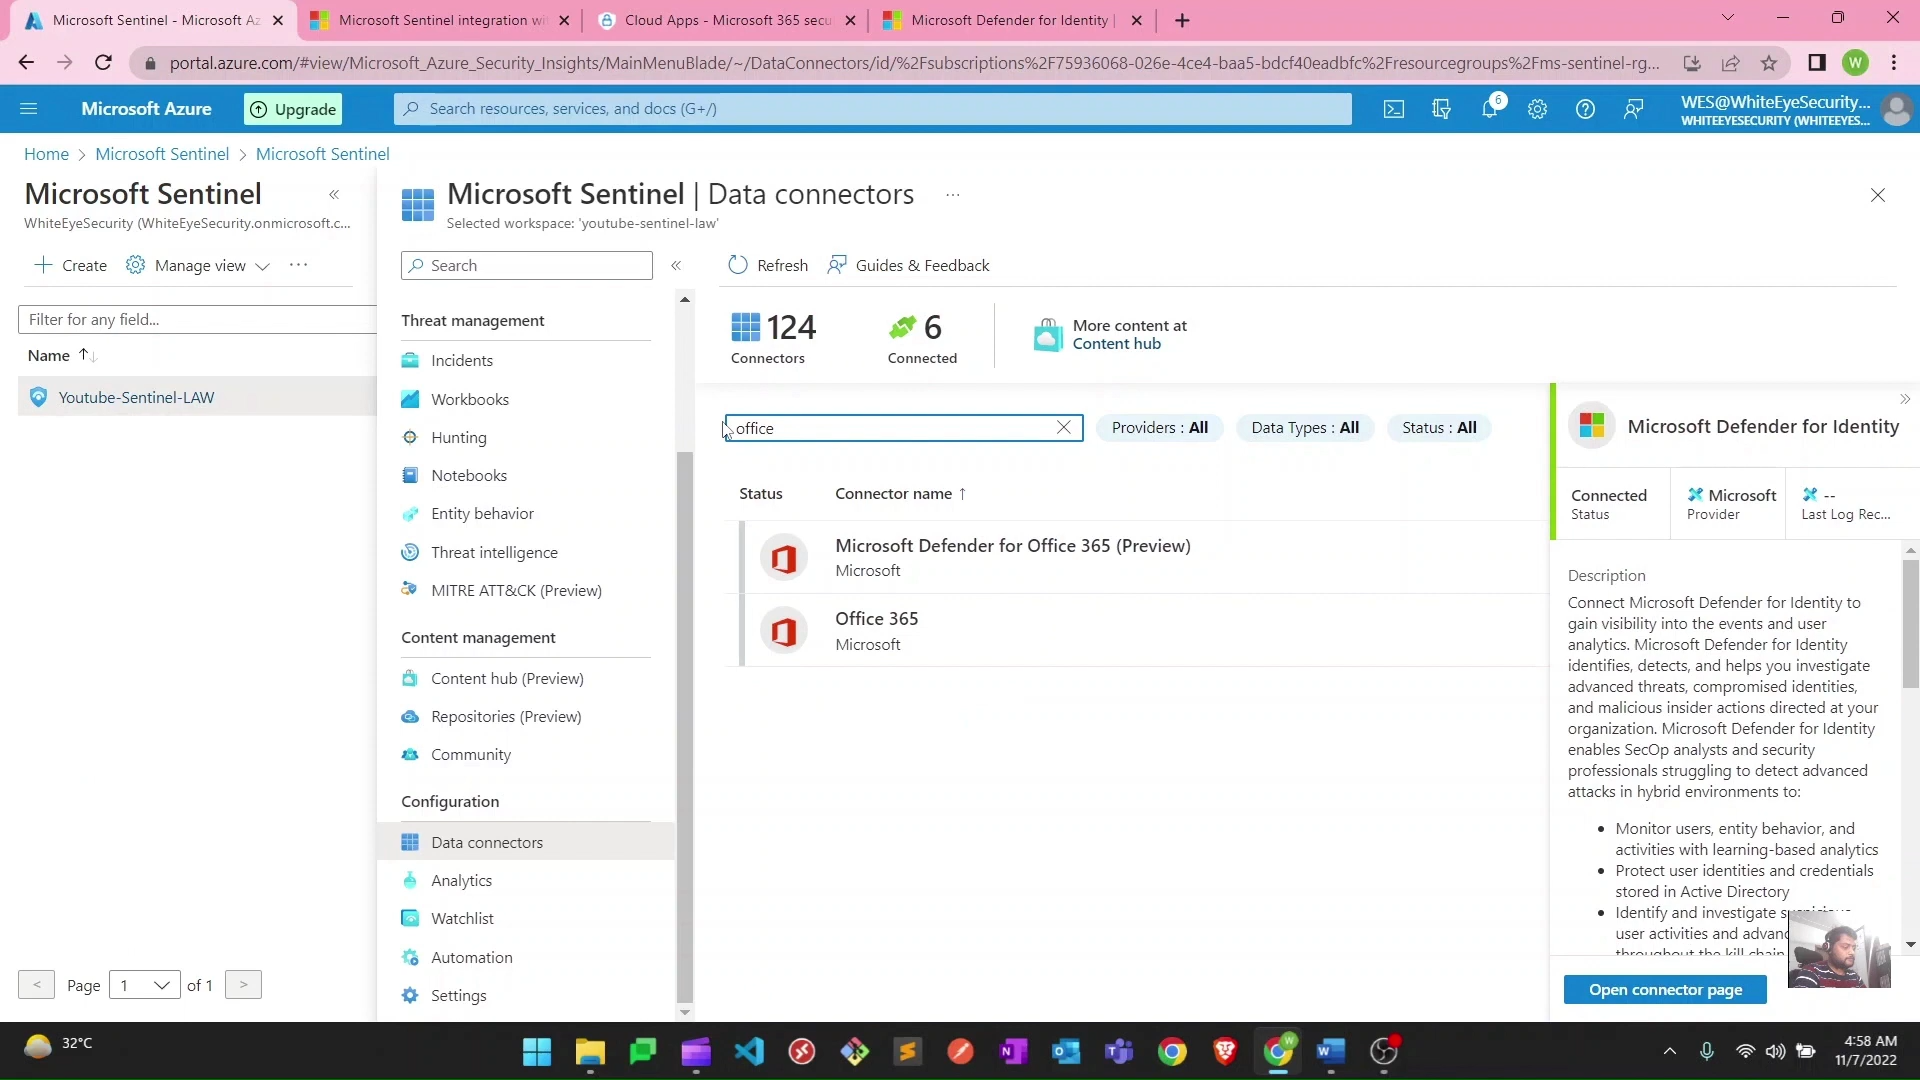 Microsoft Sentinel - Microsoft Az
Microsoft Sentinel integration wi
Cloud Apps - Microsoft 365 secu
Microsoft Defender for Identity |
portal.azure.com/#view/Microsoft_Azure_Security_Insights/MainMenuBlade/~/DataConnectors/id/%2Fsubscriptions%2F75936068-026e-4ce4-baa5-bdcf40eadbfc%2Fresourcegroups%2Fms-sentinel-rg...
W
Microsoft Azure
Upgrade
Search resources, services, and docs (G+/)
6
WES@WhiteEyeSecurity...
WHITEEYESECURITY (WHITEEYES...
Home > Microsoft Sentinel > Microsoft Sentinel
Microsoft Sentinel
WhiteEyeSecurity (WhiteEyeSecurity.onmicrosoft.c...
Create
Manage view
Filter for any field...
Name
Youtube-Sentinel-LAW
< Page 1 of 1 >
Microsoft Sentinel | Data connectors
Selected workspace: 'youtube-sentinel-law'
Search
Threat management
Incidents
Workbooks
Hunting
Notebooks
Entity behavior
Threat intelligence
MITRE ATT&CK (Preview)
Content management
Content hub (Preview)
Repositories (Preview)
Community
Configuration
Data connectors
Analytics
Watchlist
Automation
Settings
Refresh
Guides & Feedback
124
Connectors
6
Connected
More content at
Content hub
office
Providers : All
Data Types : All
Status : All
Status
Connector name ↑
Microsoft Defender for Office 365 (Preview)
Microsoft
Office 365
Microsoft
Microsoft Defender for Identity
Connected
Status
Microsoft
Provider
--
Last Log Rec...
Description
Connect Microsoft Defender for Identity to
gain visibility into the events and user
analytics. Microsoft Defender for Identity
identifies, detects, and helps you investigate
advanced threats, compromised identities,
and malicious insider actions directed at your
organization. Microsoft Defender for Identity
enables SecOp analysts and security
professionals struggling to detect advanced
attacks in hybrid environments to:
• Monitor users, entity behavior, and
activities with learning-based analytics
• Protect user identities and credentials
stored in Active Directory
• Identify and investigate
user activities and
throughout the kill chain
Open connector page
32°C
4:58 AM
11/7/2022